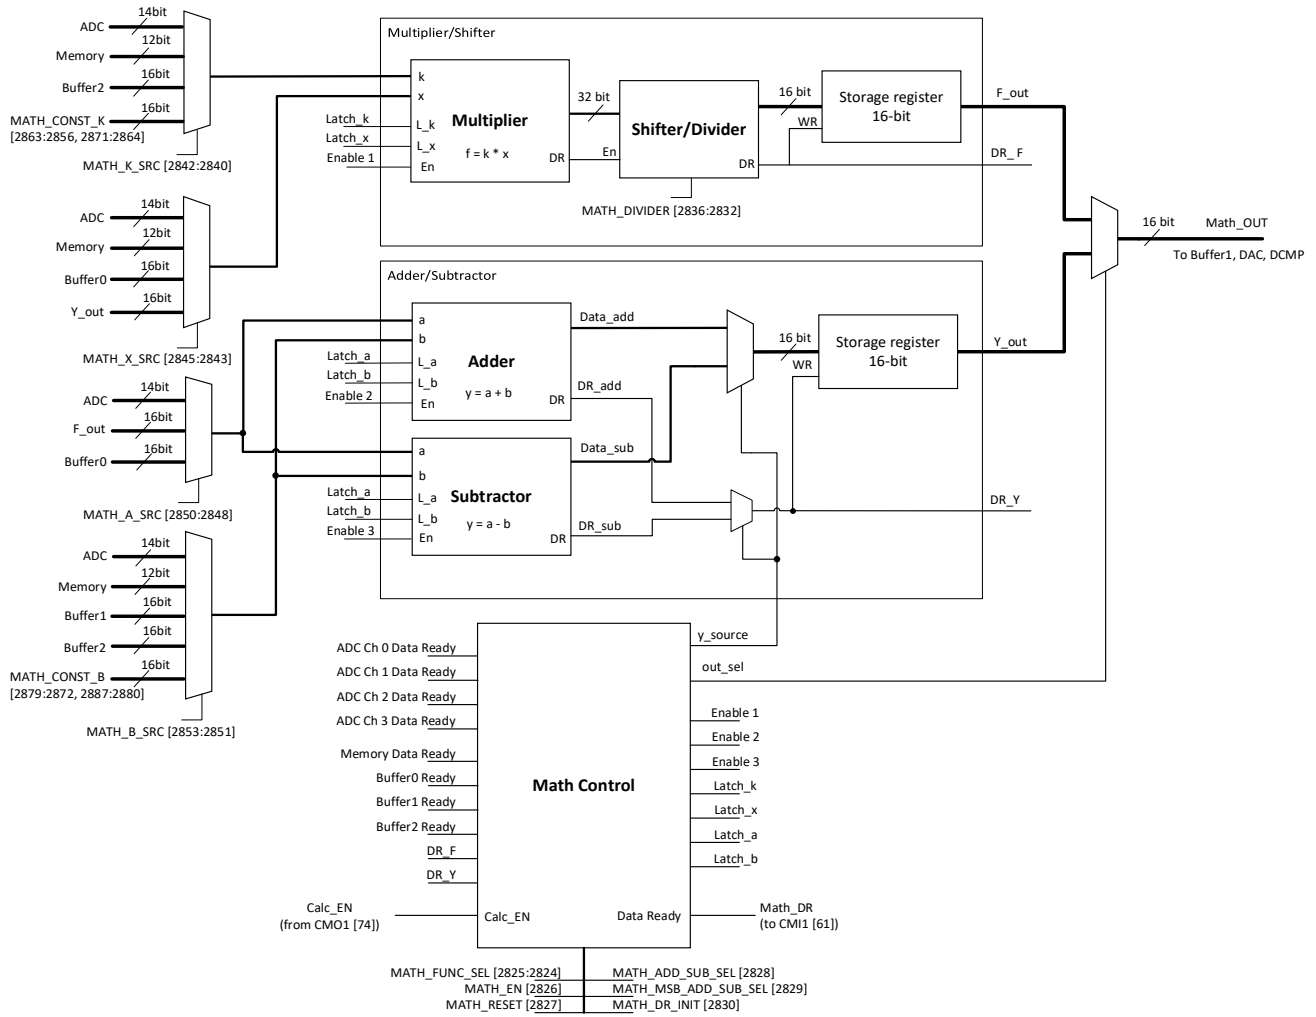 14bit
ADC
12bit
Memory
16bit
Buffer2
16bit
MATH_CONST_K
[2863:2856, 2871:2864]
MATH_K_SRC [2842:2840]
14bit
ADC
12bit
Memory
16bit
Buffer0
16bit
Y_out
MATH_X_SRC [2845:2843]
14bit
ADC
16bit
F_out
16bit
Buffer0
MATH_A_SRC [2850:2848]
14bit
ADC
12bit
Memory
16bit
Buffer1
16bit
Buffer2
16bit
MATH_CONST_B
[2879:2872, 2887:2880]
MATH_B_SRC [2853:2851]
Multiplier/Shifter
k
x
Latch_k
L_k
Latch_x
L_x
Enable 1
En
Multiplier
f = k * x
DR
32 bit
En
Shifter/Divider
DR
MATH_DIVIDER [2836:2832]
16 bit
WR
Storage register
16-bit
F_out
DR_F
Adder/Subtractor
a
b
Latch_a
L_a
Latch_b
L_b
Enable 2
En
Adder
y = a + b
DR
Data_add
DR_add
a
b
Latch_a
L_a
Latch_b
L_b
Enable 3
En
Subtractor
y = a - b
DR
Data_sub
DR_sub
16 bit
WR
Storage register
16-bit
Y_out
DR_Y
16 bit
Math_OUT
To Buffer1, DAC, DCMP
y_source
out_sel
ADC Ch 0 Data Ready
ADC Ch 1 Data Ready
ADC Ch 2 Data Ready
ADC Ch 3 Data Ready
Memory Data Ready
Buffer0 Ready
Buffer1 Ready
Buffer2 Ready
DR_F
DR_Y
Calc_EN
(from CMO1 [74])
Calc_EN
Math Control
Data Ready
Enable 1
Enable 2
Enable 3
Latch_k
Latch_x
Latch_a
Latch_b
Math_DR
(to CMI1 [61])
MATH_FUNC_SEL [2825:2824]
MATH_EN [2826]
MATH_RESET [2827]
MATH_ADD_SUB_SEL [2828]
MATH_MSB_ADD_SUB_SEL [2829]
MATH_DR_INIT [2830]